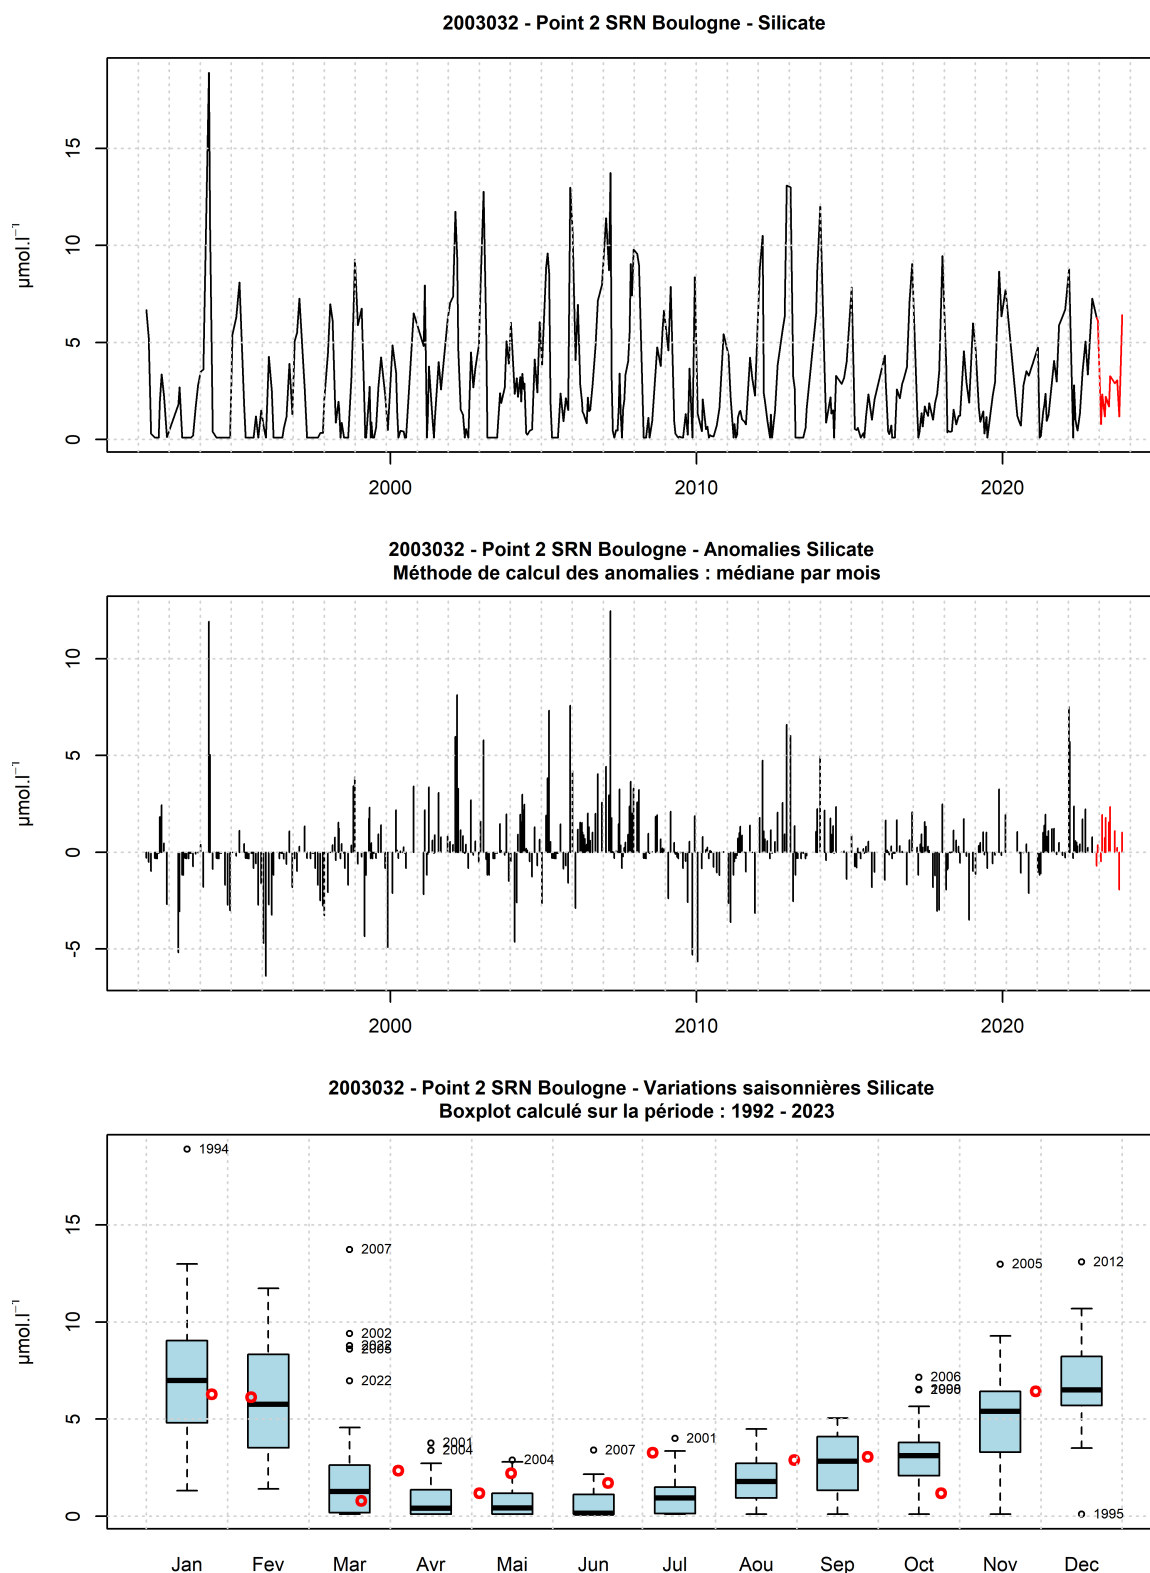 2003032 - Point 2 SRN Boulogne - Silicate
15
10
5
0
µmol.l⁻¹
2000 2010 2020
2003032 - Point 2 SRN Boulogne - Anomalies Silicate
Méthode de calcul des anomalies : médiane par mois
10
5
0
-5
µmol.l⁻¹
2000 2010 2020
2003032 - Point 2 SRN Boulogne - Variations saisonnières Silicate
Boxplot calculé sur la période : 1992 - 2023
15
10
5
0
µmol.l⁻¹
1994
2007
2002
2005
2022
2001
2004
2004
2007
2001
2006
2005
2012
1995
Jan Fev Mar Avr Mai Jun Jul Aou Sep Oct Nov Dec